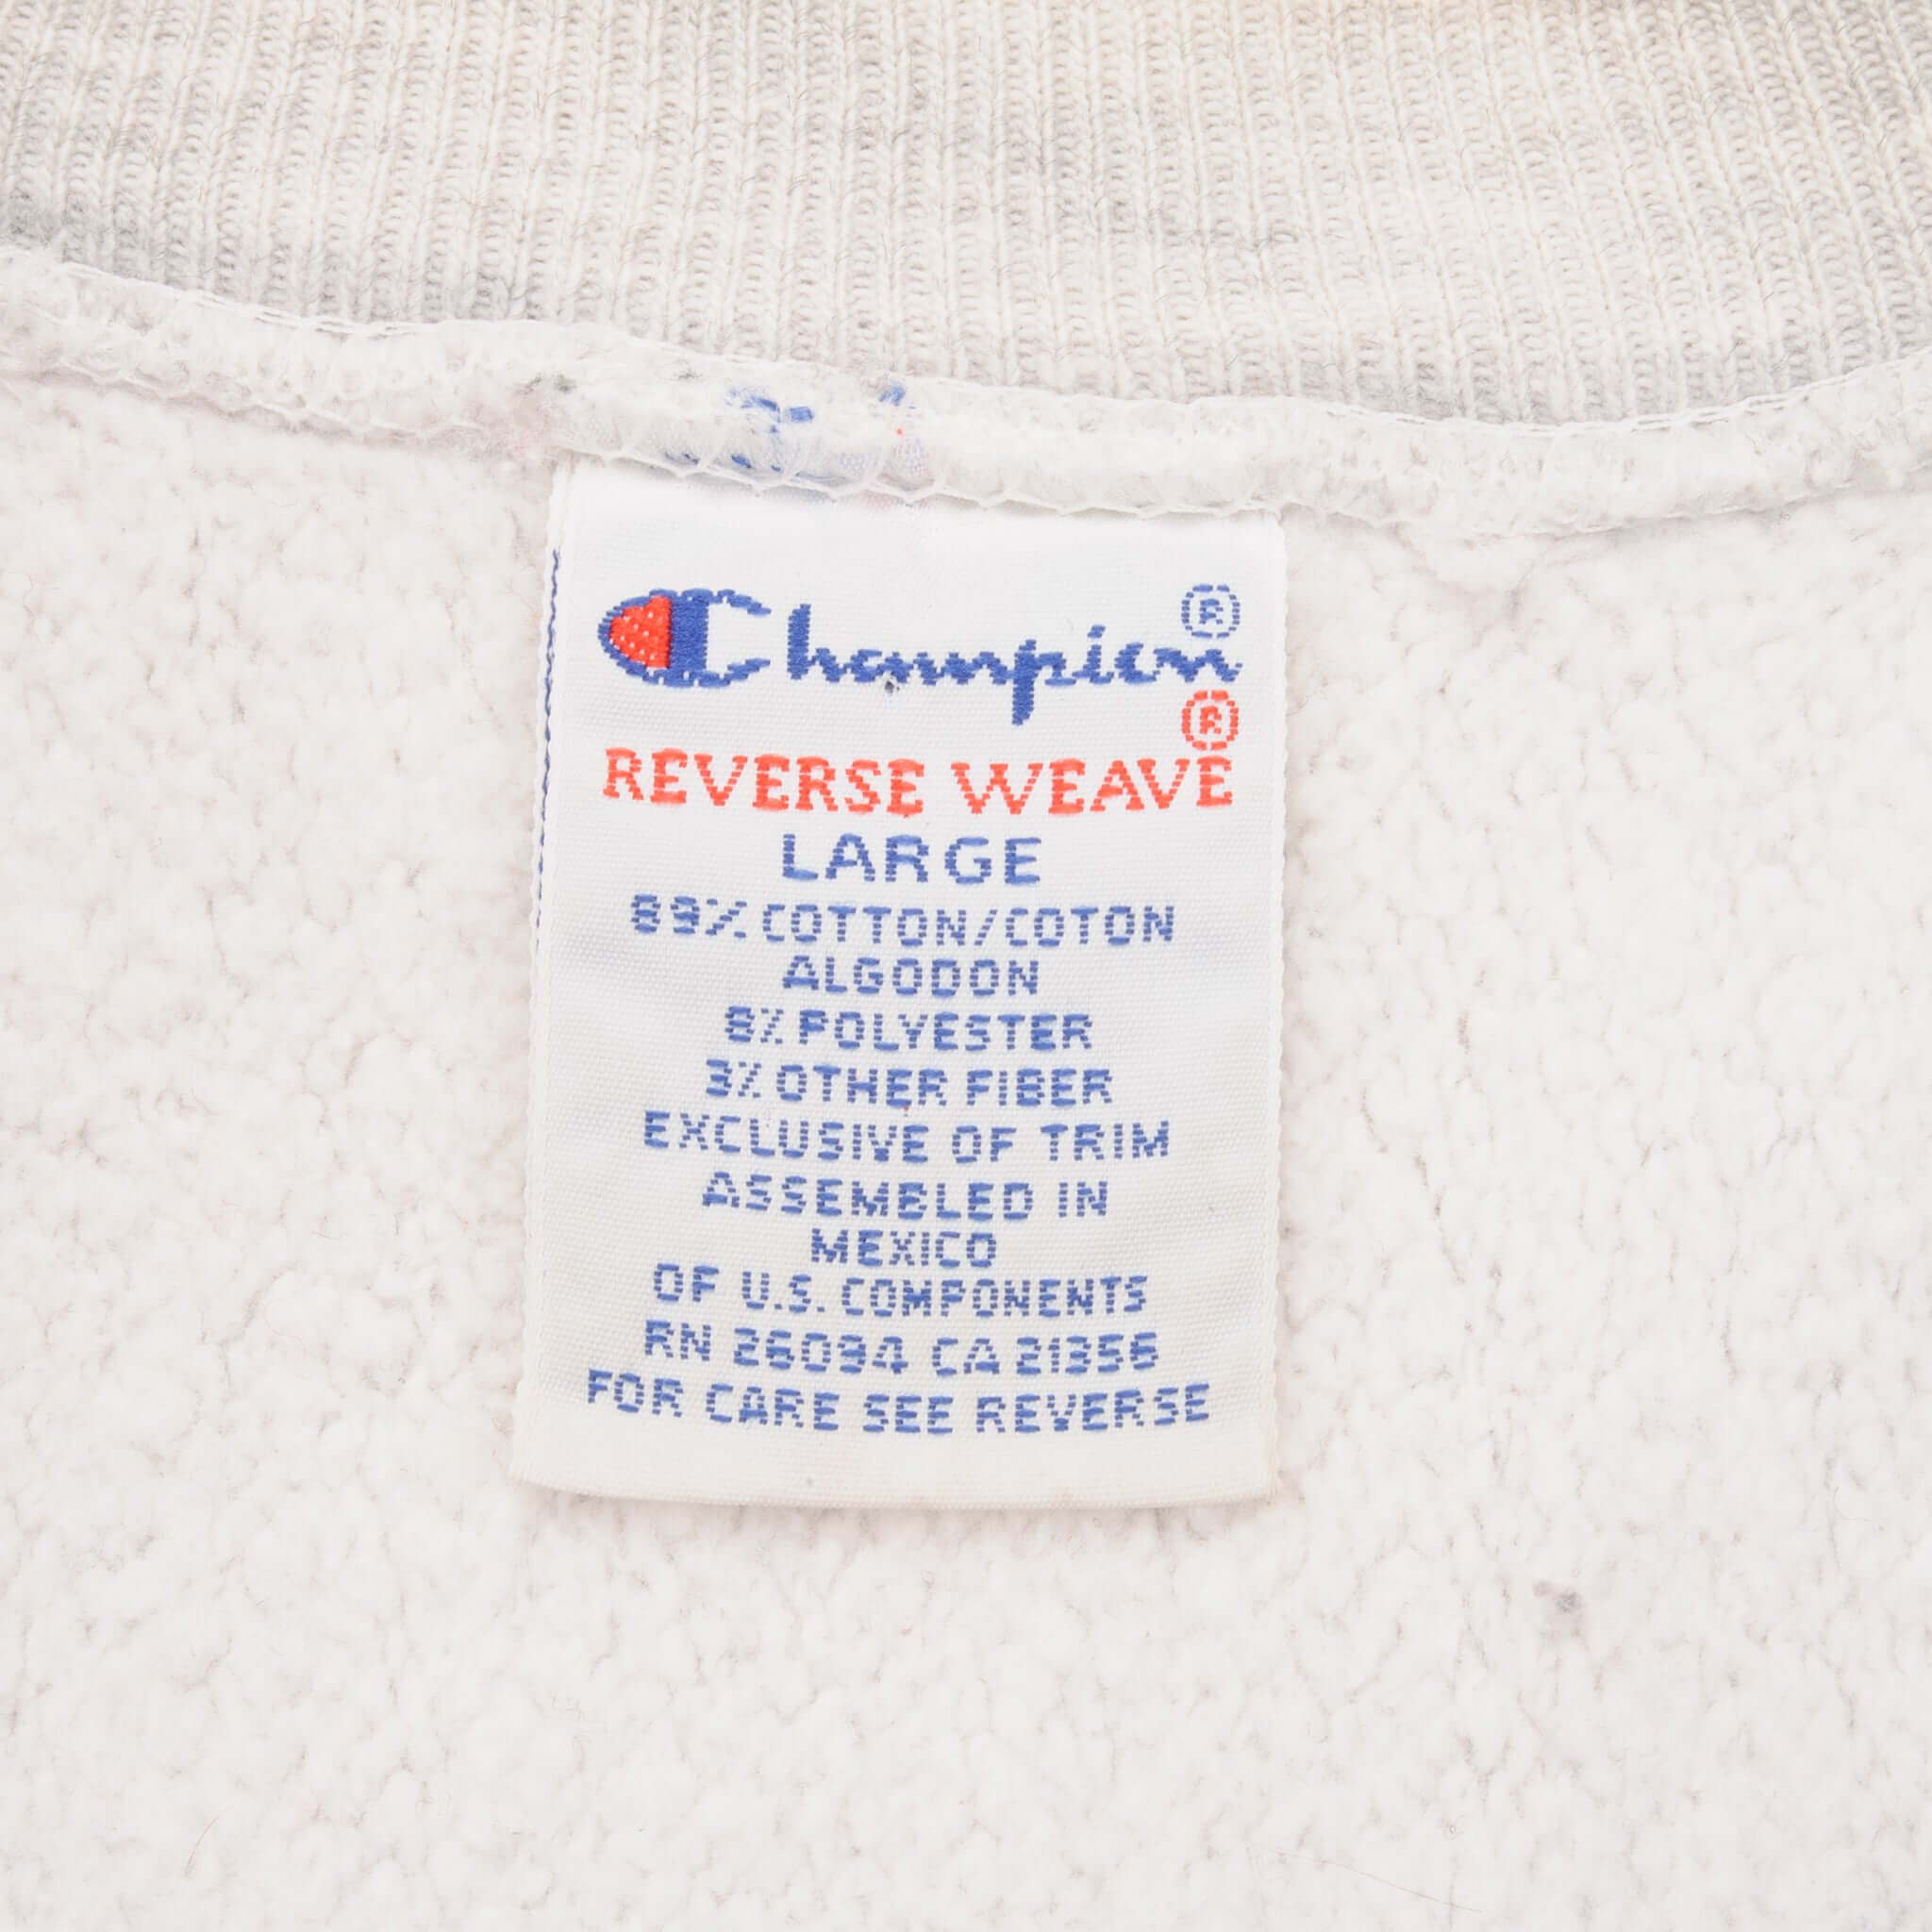 Champion®
REVERSE WEAVE®
LARGE
89% COTTON/COTON
ALGODON
8% POLYESTER
3% OTHER FIBER
EXCLUSIVE OF TRIM
ASSEMBLED IN
MEXICO
OF U.S. COMPONENTS
RN 26094 CA 21356
FOR CARE SEE REVERSE